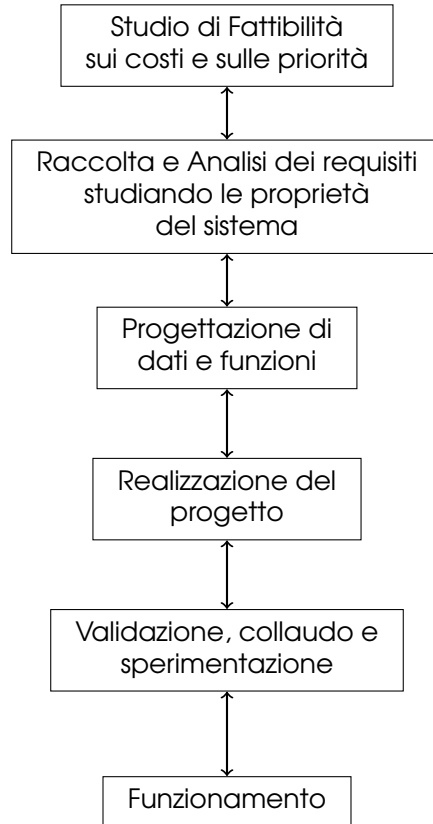 Studio di Fattibilità
sui costi e sulle priorità
Raccolta e Analisi dei requisiti
studiando le proprietà
del sistema
Progettazione di
dati e funzioni
Realizzazione del
progetto
Validazione, collaudo e
sperimentazione
Funzionamento